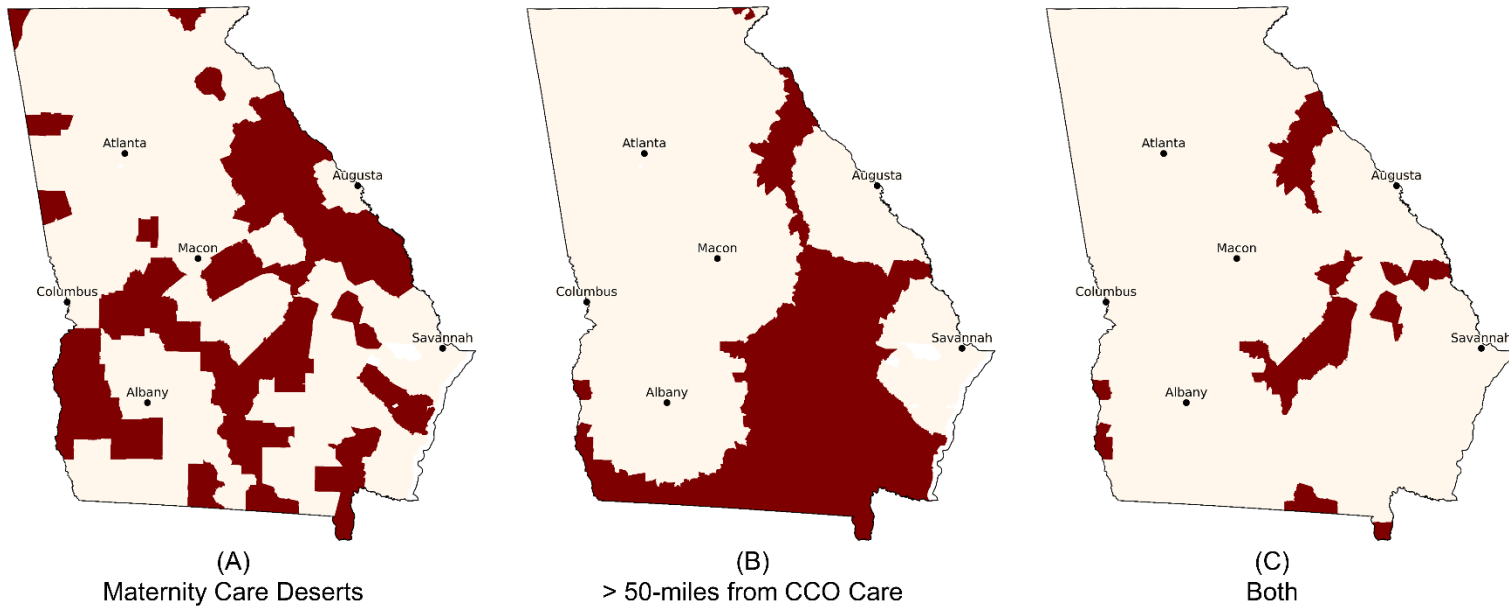 Atlanta
Augusta
Macon
Columbus
Savannah
Albany
(A)
Maternity Care Deserts
Atlanta
Augusta
Macon
Columbus
Savannah
Albany
(B)
> 50-miles from CCO Care
Atlanta
Augusta
Macon
Columbus
Savannah
Albany
(C)
Both